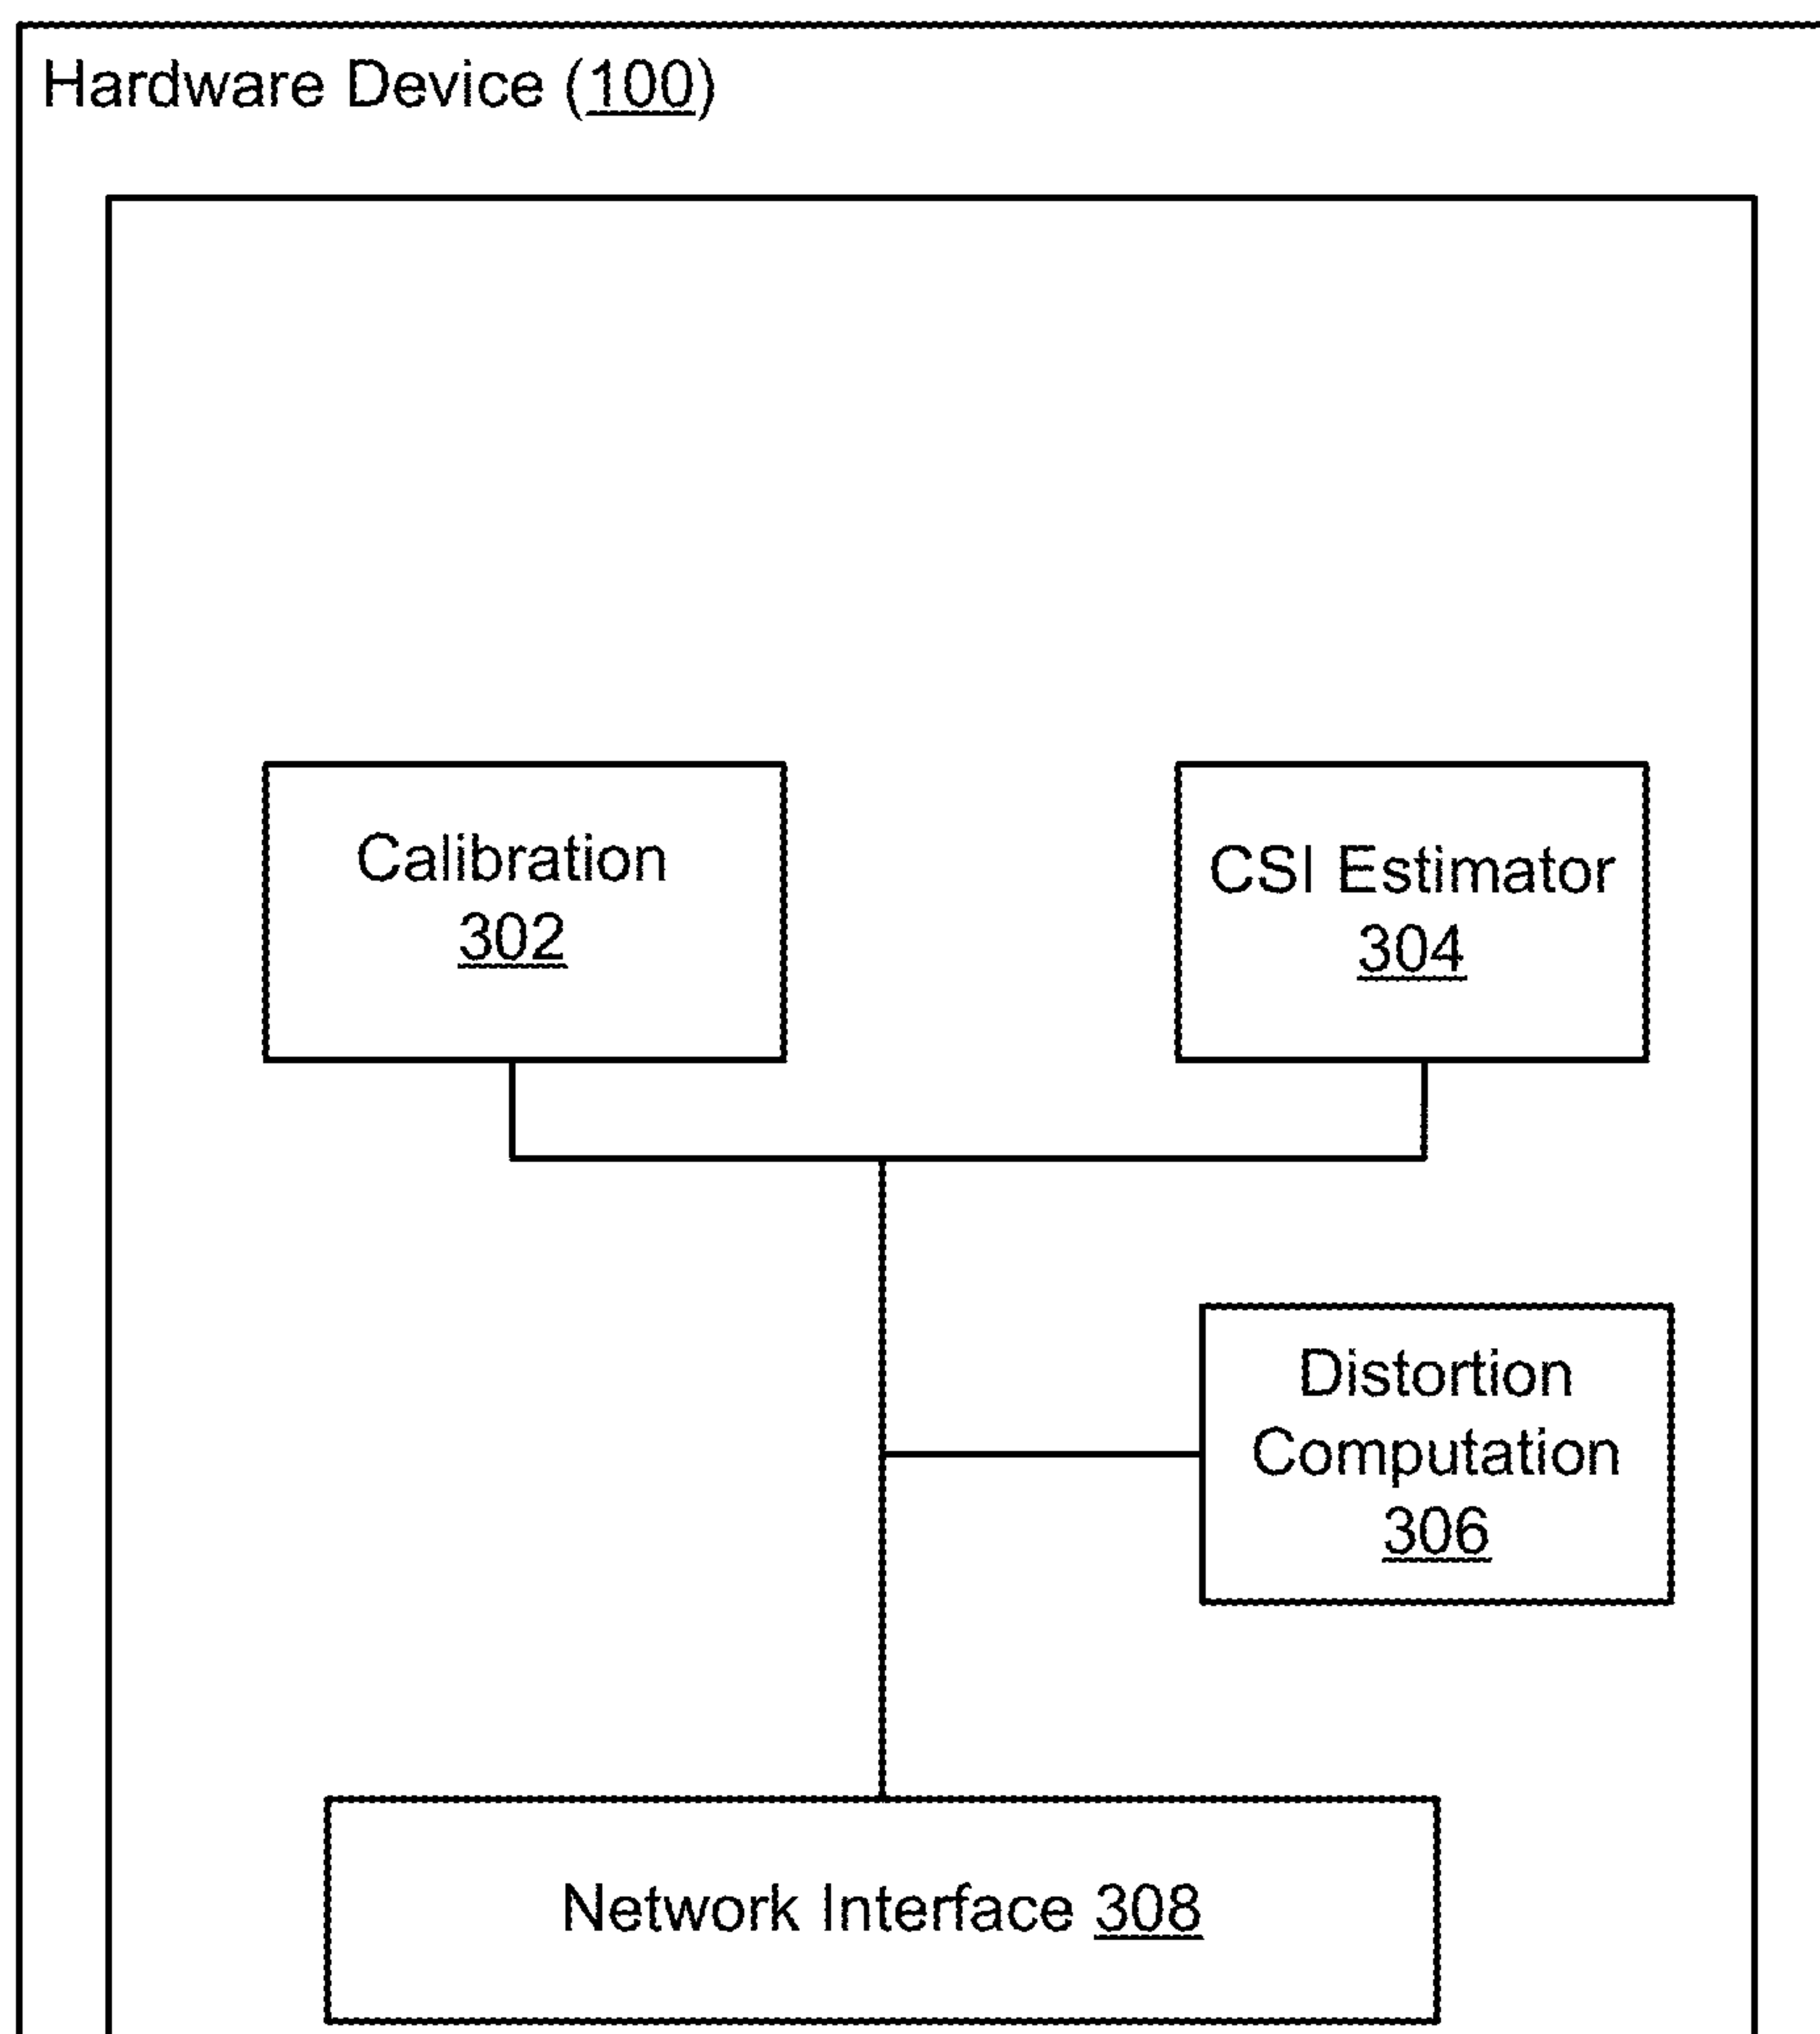 Hardware Device (100)
Calibration
302
CSI Estimator
304
Distortion
Computation
306
Network Interface 308